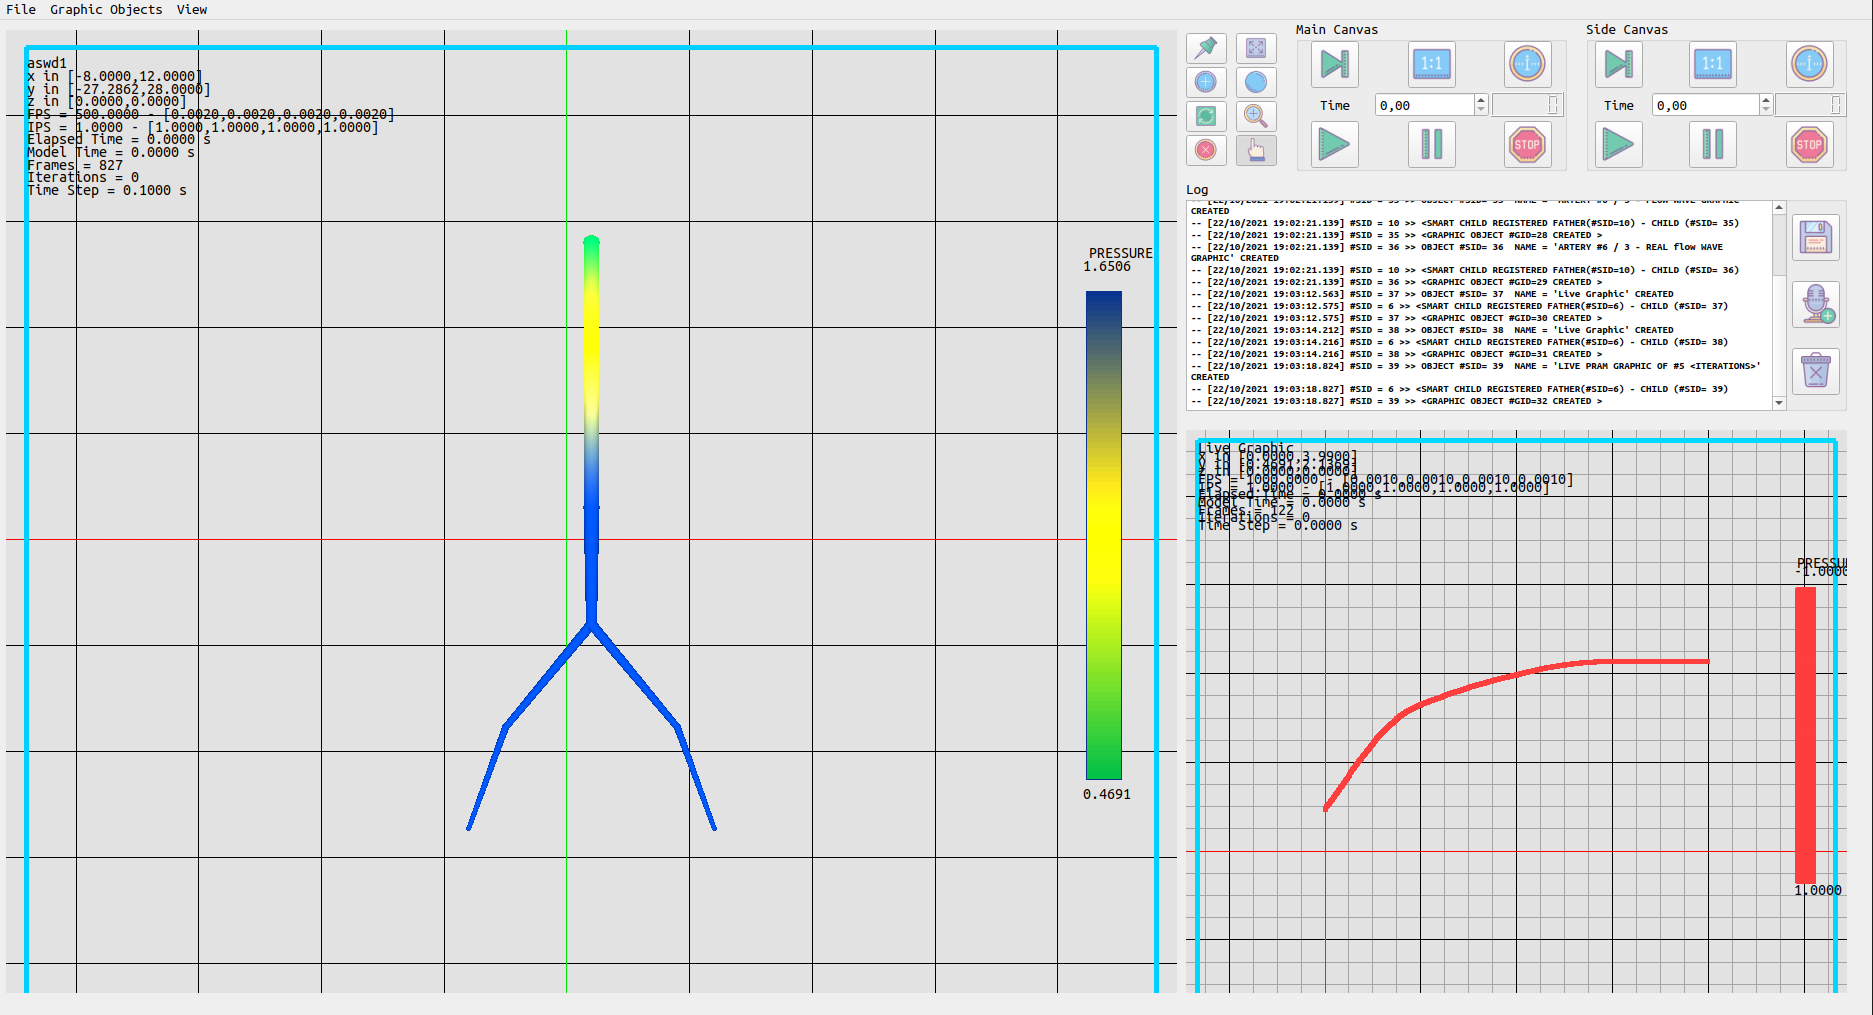 File  Graphic Objects  View
aswd1
x in [-8.0000,12.0000]
y in [-27.2862,28.0000]
z in [0.0000,0.0000]
FPS = 500.0000 - [0.0020,0.0020,0.0020,0.0020]
IPS = 1.0000 - [1.0000,1.0000,1.0000,1.0000]
Elapsed Time = 0.0000 s
Model Time = 0.0000 s
Frames = 827
Iterations = 0
Time Step = 0.1000 s
PRESSURE
1.6506
0.4691
Main Canvas
1:1
Time 0,00
STOP
Side Canvas
1:1
Time 0,00
STOP
Log
CREATED
-- [22/10/2021 19:02:21.139] #SID = 10 >> <SMART CHILD REGISTERED FATHER(#SID=10) - CHILD (#SID= 35)
-- [22/10/2021 19:02:21.139] #SID = 35 >> <GRAPHIC OBJECT #GID=28 CREATED >
-- [22/10/2021 19:02:21.139] #SID = 36 >> OBJECT #SID= 36  NAME = 'ARTERY #6 / 3 - REAL flow WAVE
GRAPHIC' CREATED
-- [22/10/2021 19:02:21.139] #SID = 10 >> <SMART CHILD REGISTERED FATHER(#SID=10) - CHILD (#SID= 36)
-- [22/10/2021 19:02:21.139] #SID = 36 >> <GRAPHIC OBJECT #GID=29 CREATED >
-- [22/10/2021 19:03:12.563] #SID = 37 >> OBJECT #SID= 37  NAME = 'Live Graphic' CREATED
-- [22/10/2021 19:03:12.575] #SID = 6 >> <SMART CHILD REGISTERED FATHER(#SID=6) - CHILD (#SID= 37)
-- [22/10/2021 19:03:12.575] #SID = 37 >> <GRAPHIC OBJECT #GID=30 CREATED >
-- [22/10/2021 19:03:14.212] #SID = 38 >> OBJECT #SID= 38  NAME = 'Live Graphic' CREATED
-- [22/10/2021 19:03:14.216] #SID = 6 >> <SMART CHILD REGISTERED FATHER(#SID=6) - CHILD (#SID= 38)
-- [22/10/2021 19:03:14.216] #SID = 38 >> <GRAPHIC OBJECT #GID=31 CREATED >
-- [22/10/2021 19:03:18.824] #SID = 39 >> OBJECT #SID= 39  NAME = 'LIVE PRAM GRAPHIC OF #5 <ITERATIONS>'
CREATED
-- [22/10/2021 19:03:18.827] #SID = 6 >> <SMART CHILD REGISTERED FATHER(#SID=6) - CHILD (#SID= 39)
-- [22/10/2021 19:03:18.827] #SID = 39 >> <GRAPHIC OBJECT #GID=32 CREATED >
Live Graphic
x in [0.0000,3.9900]
y in [0.4691,2.1369]
z in [0.0000,0.0000]
FPS = 1000.0000 - [0.0010,0.0010,0.0010,0.0010]
IPS = 1.0000 - [1.0000,1.0000,1.0000,1.0000]
Elapsed Time = 0.0000 s
Model Time = 0.0000 s
Frames = 122
Iterations = 0
Time Step = 0.0000 s
PRESSU
-1.0000
1.0000